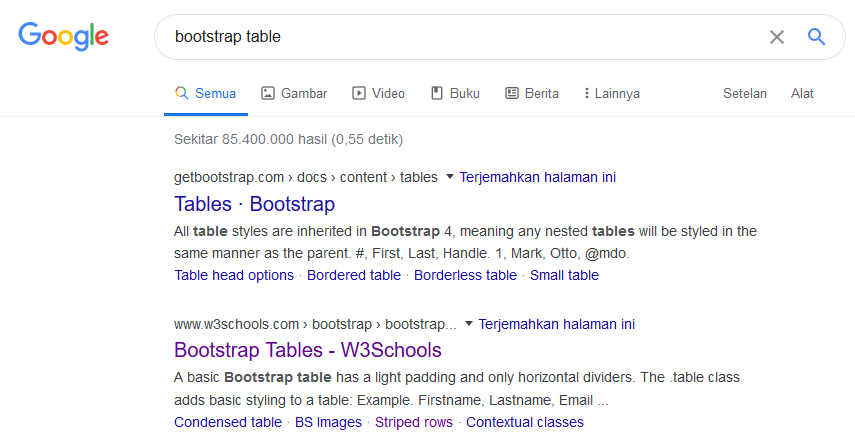 Google
bootstrap table
Semua Gambar Video Buku Berita Lainnya Setelan Alat
Sekitar 85.400.000 hasil (0,55 detik)
getbootstrap.com › docs › content › tables Terjemahkan halaman ini
Tables · Bootstrap
All table styles are inherited in Bootstrap 4, meaning any nested tables will be styled in the
same manner as the parent. #, First, Last, Handle. 1, Mark, Otto, @mdo.
Table head options · Bordered table · Borderless table · Small table
www.w3schools.com › bootstrap › bootstrap... Terjemahkan halaman ini
Bootstrap Tables - W3Schools
A basic Bootstrap table has a light padding and only horizontal dividers. The .table class
adds basic styling to a table: Example. Firstname, Lastname, Email ...
Condensed table · BS Images · Striped rows · Contextual classes